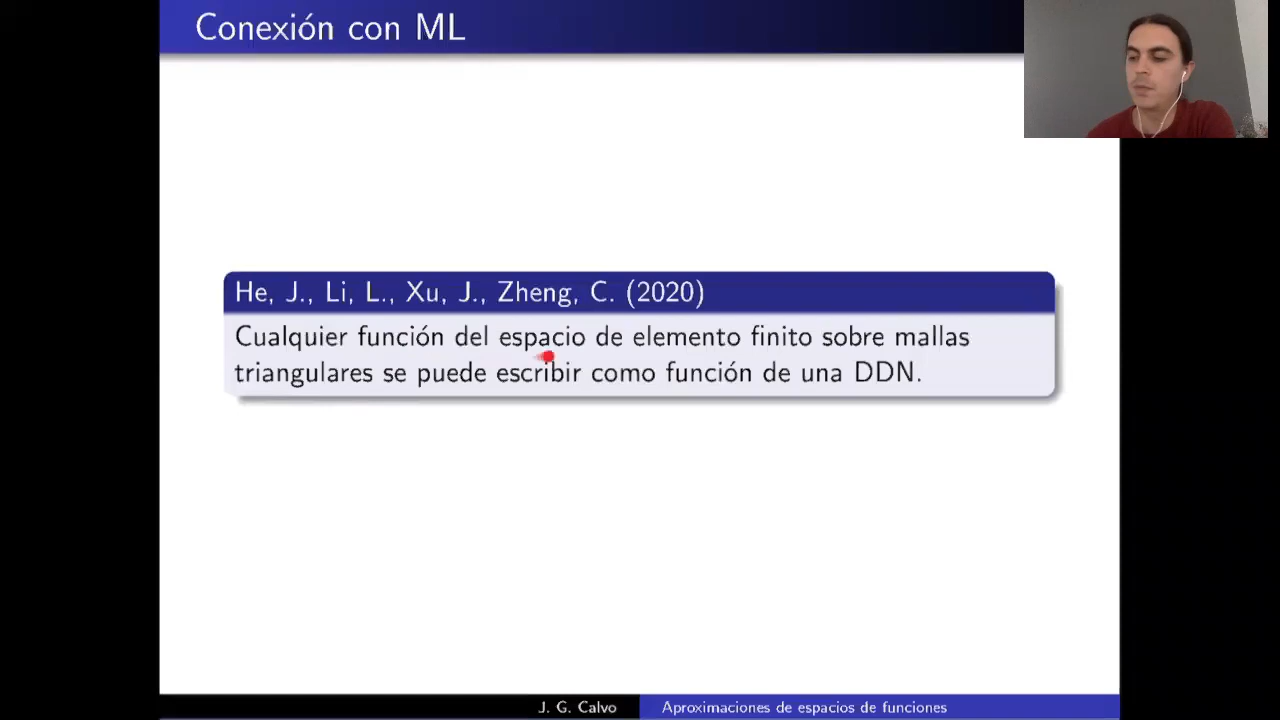 Conexión con ML
He, J., Li, L., Xu, J., Zheng, C. (2020)
Cualquier función del espacio de elemento finito sobre mallas
triangulares se puede escribir como función de una DDN.
J. G. Calvo
Aproximaciones de espacios de funciones